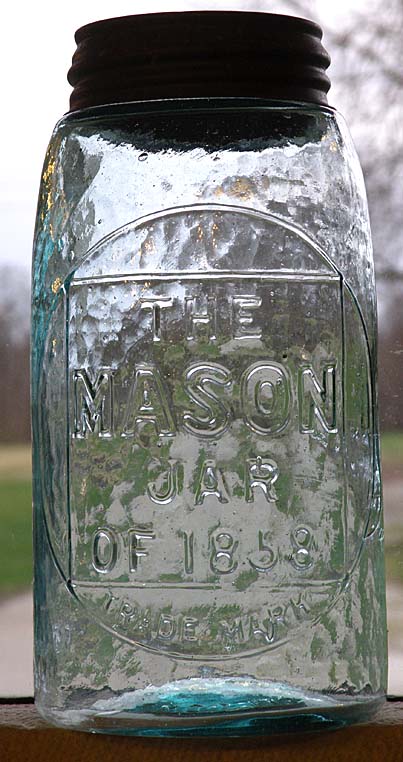 THE
MASON
JAR
OF 1858
TRADE MARK